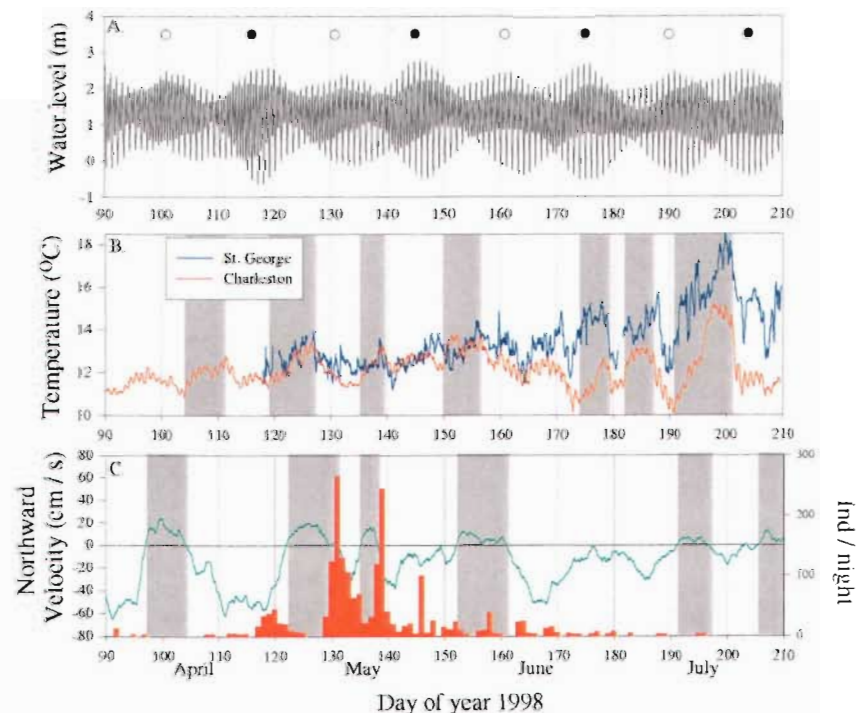 A.
Water level (m)
4
3
2
1
0
-1
90 100 110 120 130 140 150 160 170 180 190 200 210
B.
St. George
Charleston
Temperature (°C)
18
16
14
12
10
90 100 110 120 130 140 150 160 170 180 190 200 210
C
Northward
Velocity (cm / s)
80
60
40
20
0
-20
-40
-60
-80
300
200
100
0
ind / night
90 100 110 120 130 140 150 160 170 180 190 200 210
April May June July
Day of year 1998